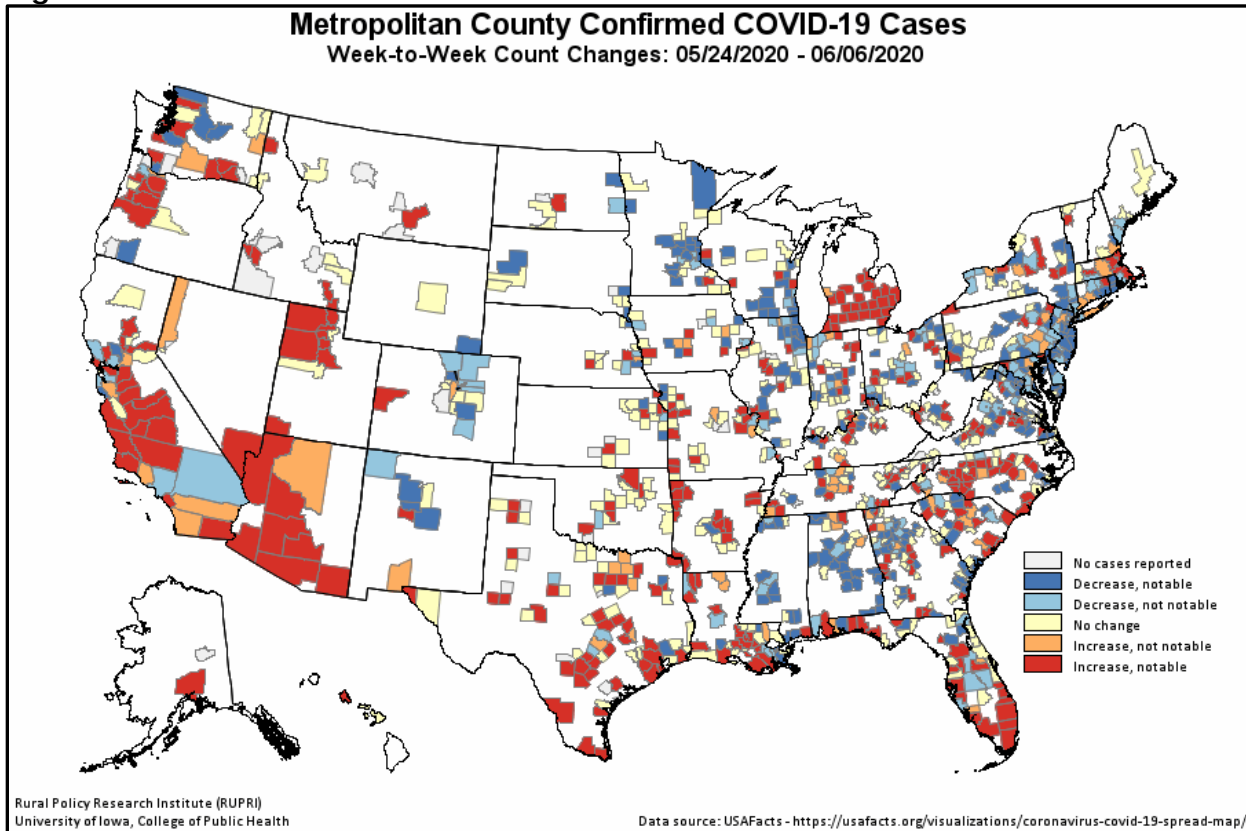 Metropolitan County Confirmed COVID-19 Cases
Week-to-Week Count Changes: 05/24/2020 - 06/06/2020
No cases reported
Decrease, notable
Decrease, not notable
No change
Increase, not notable
Increase, notable
Rural Policy Research Institute (RUPRI)
University of Iowa, College of Public Health
Data source: USAFacts - https://usafacts.org/visualizations/coronavirus-covid-19-spread-map/